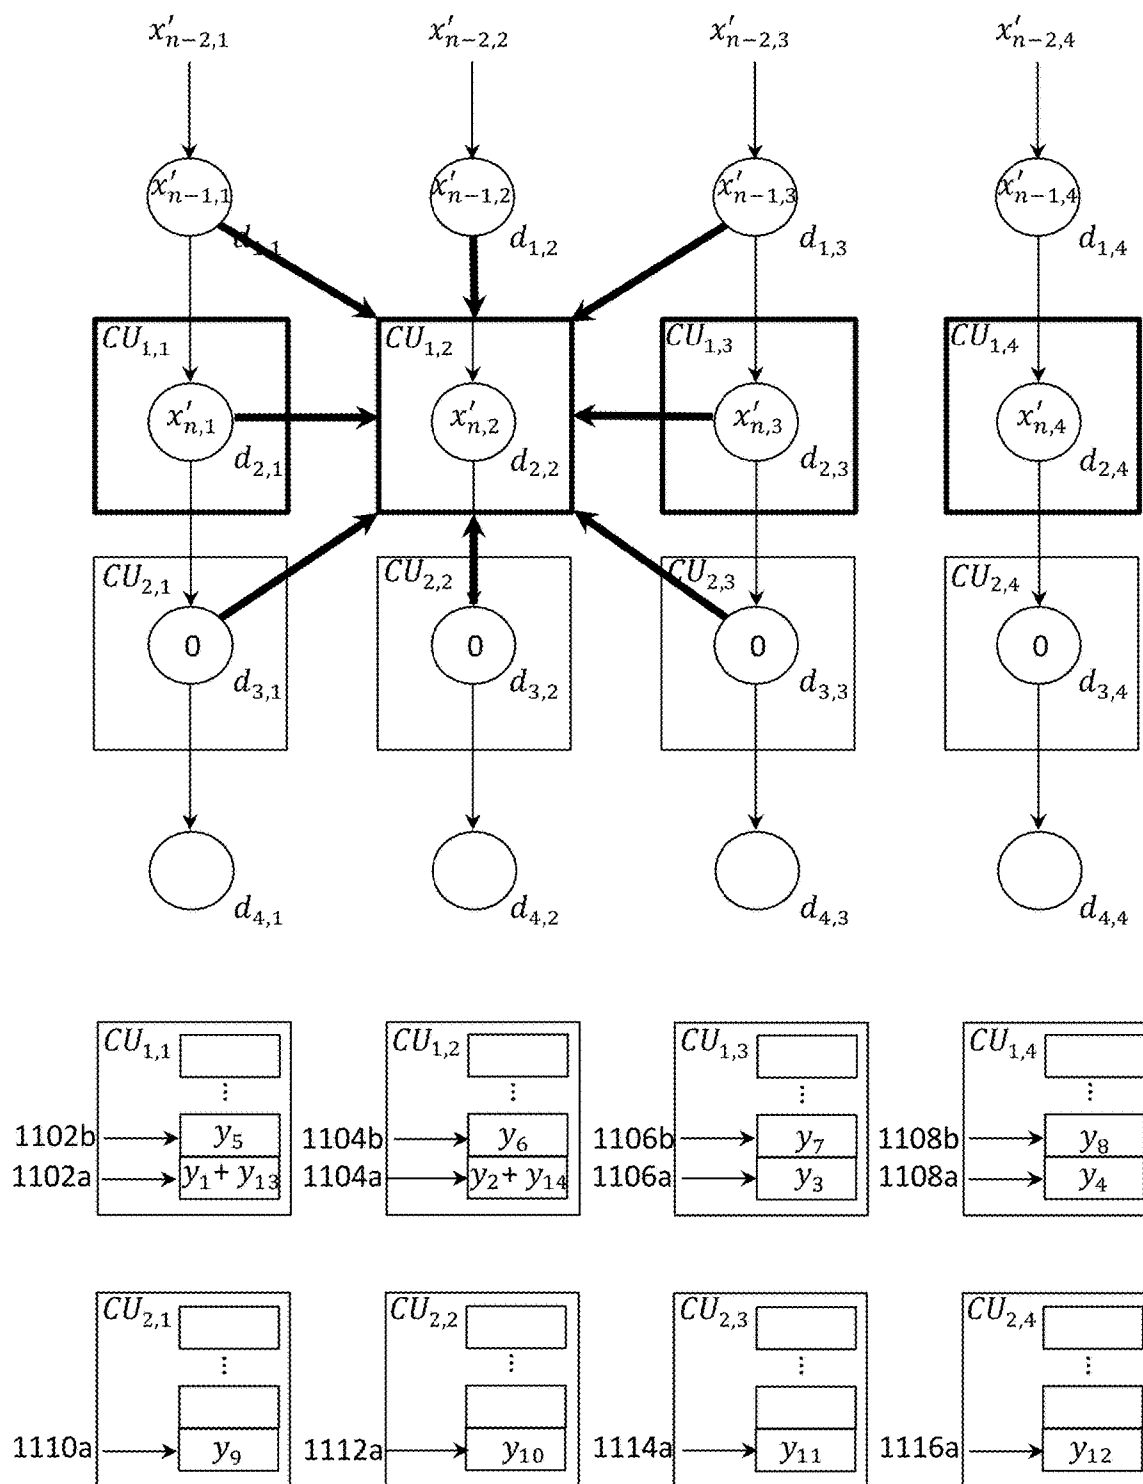 x′ₙ₋₂,₁ x′ₙ₋₂,₂ x′ₙ₋₂,₃ x′ₙ₋₂,₄
x′ₙ₋₁,₁ x′ₙ₋₁,₂ x′ₙ₋₁,₃ x′ₙ₋₁,₄
d₁,₁ d₁,₂ d₁,₃ d₁,₄
CU₁,₁ CU₁,₂ CU₁,₃ CU₁,₄
x′ₙ,₁ x′ₙ,₂ x′ₙ,₃ x′ₙ,₄
d₂,₁ d₂,₂ d₂,₃ d₂,₄
CU₂,₁ CU₂,₂ CU₂,₃ CU₂,₄
0 0 0 0
d₃,₁ d₃,₂ d₃,₃ d₃,₄
d₄,₁ d₄,₂ d₄,₃ d₄,₄
CU₁,₁ CU₁,₂ CU₁,₃ CU₁,₄
⋮ ⋮ ⋮ ⋮
1102b y₅ 1104b y₆ 1106b y₇ 1108b y₈
1102a y₁+ y₁₃ 1104a y₂+ y₁₄ 1106a y₃ 1108a y₄
CU₂,₁ CU₂,₂ CU₂,₃ CU₂,₄
⋮ ⋮ ⋮ ⋮
1110a y₉ 1112a y₁₀ 1114a y₁₁ 1116a y₁₂